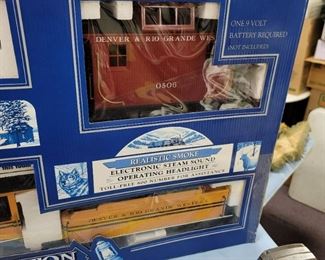 DENVER & RIO GRANDE WES
0506
ONE 9 VOLT
BATTERY REQUIRED
(NOT INCLUDED)
REALISTIC SMOKE
ELECTRONIC STEAM SOUND
OPERATING HEADLIGHT
TOLL-FREE 800 NUMBER FOR ASSISTANCE
DENVER & RIO GRANDE WESTERN
TION